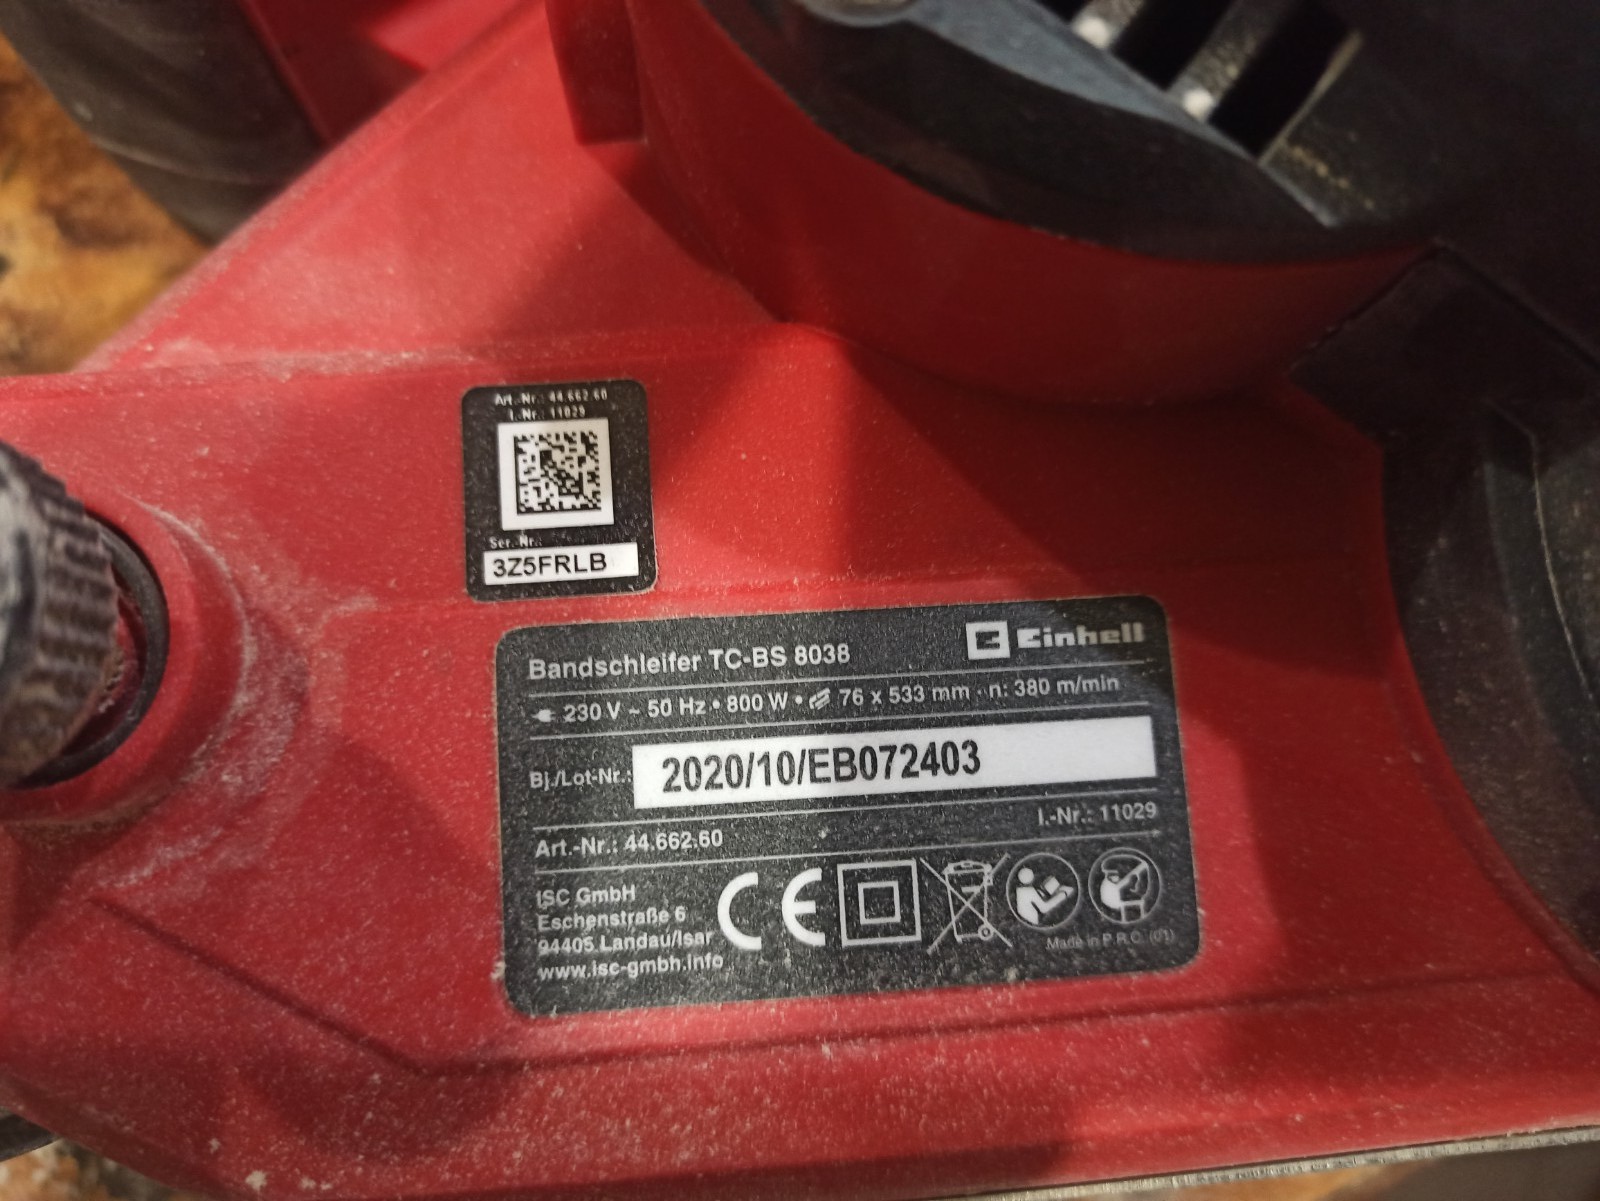 Art.-Nr.: 44.662.60
I.-Nr.: 11029
Ser.-Nr.:
3Z5FRLB
Bandschleifer TC-BS 8038
Einhell
230 V ~ 50 Hz • 800 W • 76 x 533 mm · n: 380 m/min
Bj./Lot-Nr.: 2020/10/EB072403
I.-Nr.: 11029
Art.-Nr.: 44.662.60
ISC GmbH
Eschenstraße 6
94405 Landau/Isar
www.isc-gmbh.info
CE
Made in P.R.C. (01)